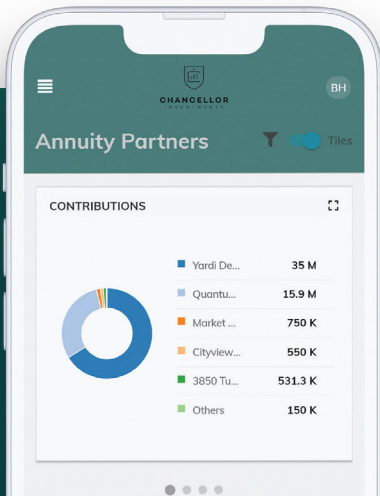 CHANCELLOR
INVESTMENTS
BH
Annuity Partners
Tiles
CONTRIBUTIONS
Yardi De... 35 M
Quantu... 15.9 M
Market ... 750 K
Cityview... 550 K
3850 Tu... 531.3 K
Others 150 K